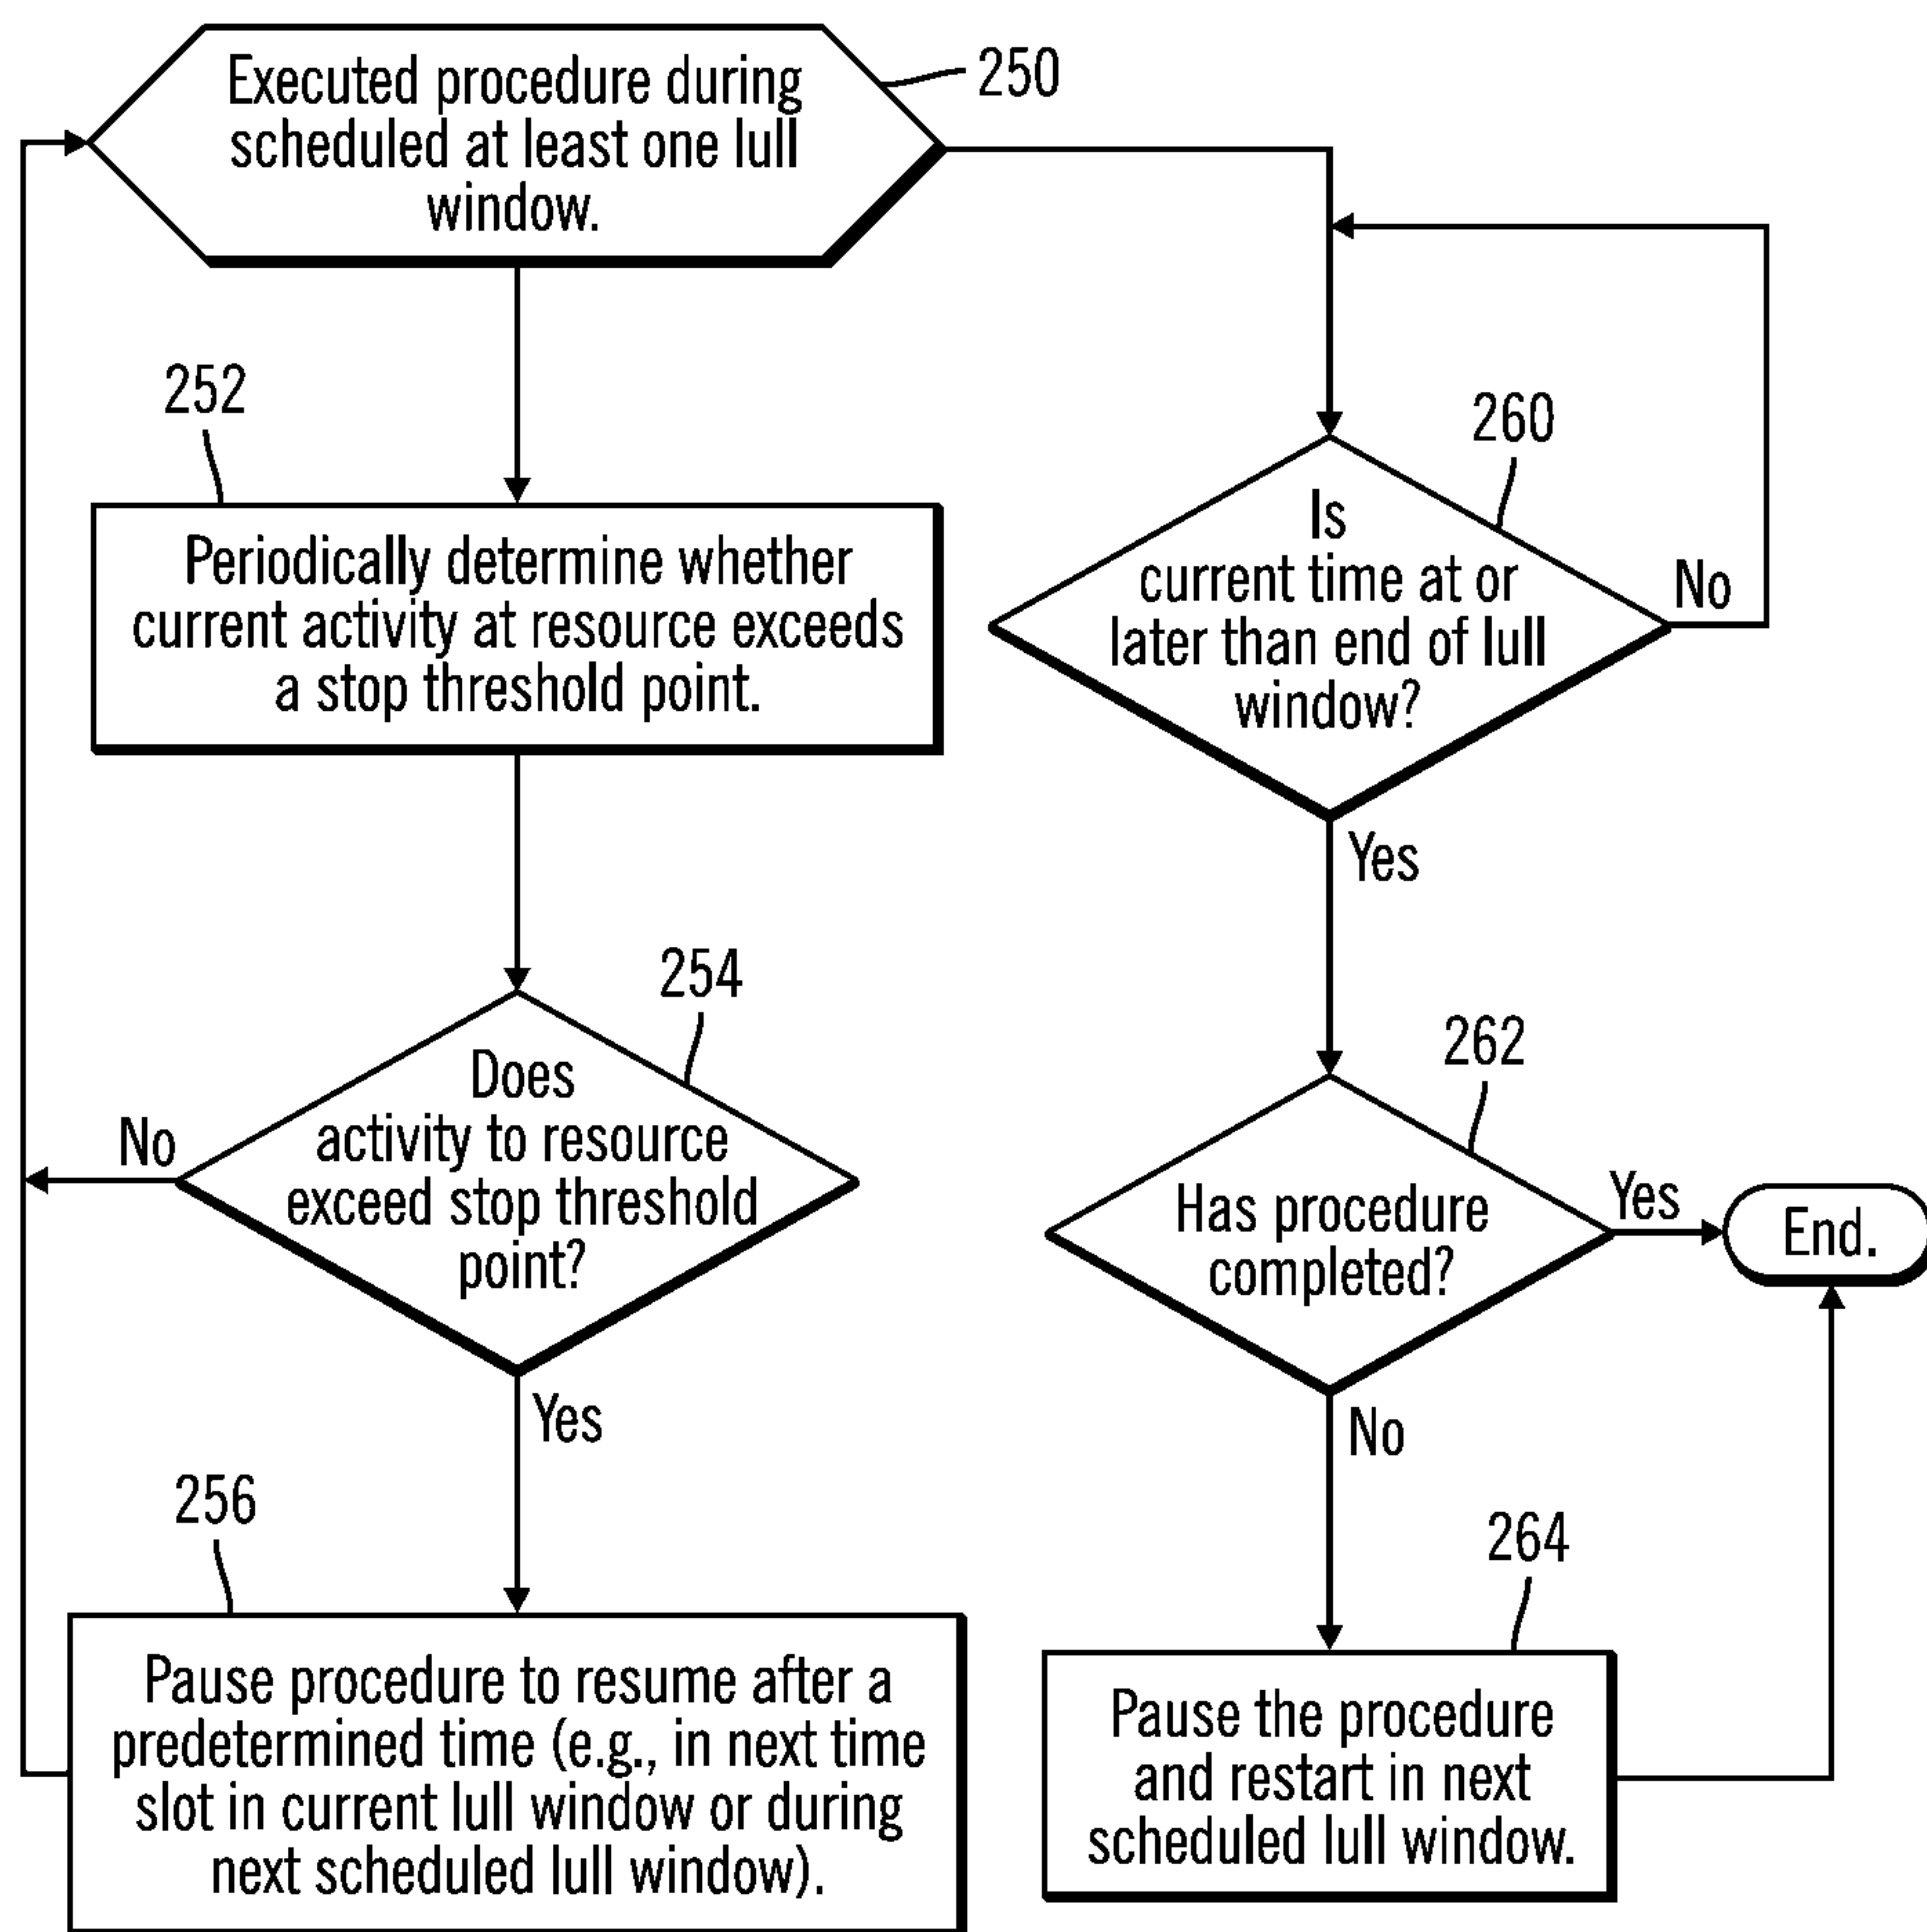 Executed procedure during
scheduled at least one lull
window.
250
252
Periodically determine whether
current activity at resource exceeds
a stop threshold point.
254
Does
activity to resource
exceed stop threshold
point?
No
Yes
256
Pause procedure to resume after a
predetermined time (e.g., in next time
slot in current lull window or during
next scheduled lull window).
260
Is
current time at or
later than end of lull
window?
No
Yes
262
Has procedure
completed?
Yes
End.
No
264
Pause the procedure
and restart in next
scheduled lull window.